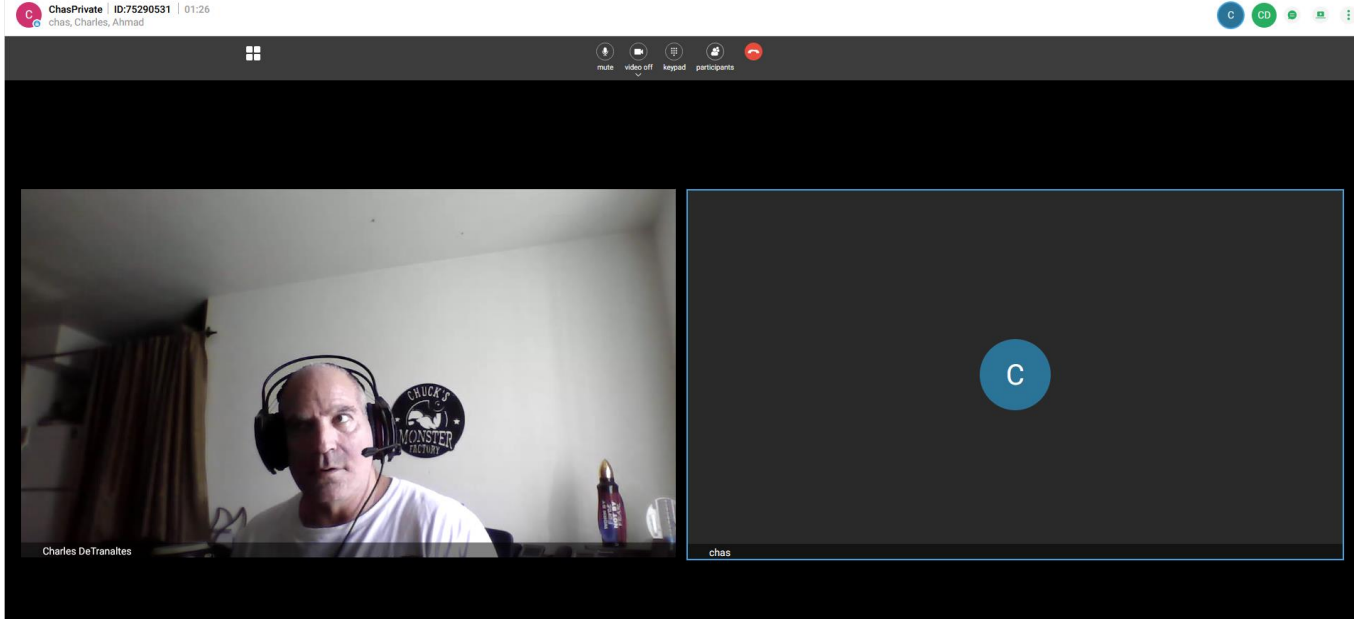 C
ChasPrivate | ID:75290531 | 01:26
chas, Charles, Ahmad
C
CD
mute
video off
keypad
participants
CHUCK'S
MONSTER
FACTORY
C
Charles DeTranaltes
chas